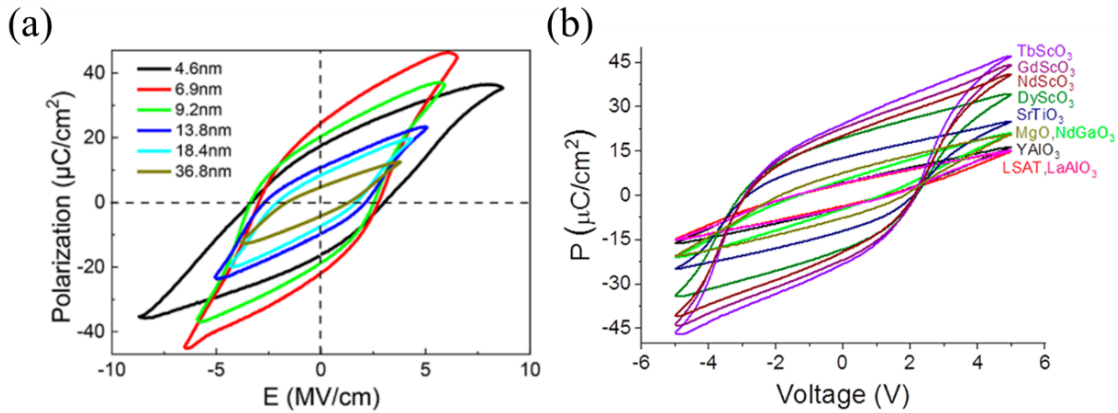 (a)
40
20
0
-20
-40
Polarization (μC/cm²)
4.6nm
6.9nm
9.2nm
13.8nm
18.4nm
36.8nm
-10
-5
0
5
10
E (MV/cm)
(b)
45
30
15
0
-15
-30
-45
P (μC/cm²)
TbScO₃
GdScO₃
NdScO₃
DyScO₃
SrTiO₃
MgO,NdGaO₃
YAlO₃
LSAT,LaAlO₃
-6
-4
-2
0
2
4
6
Voltage (V)